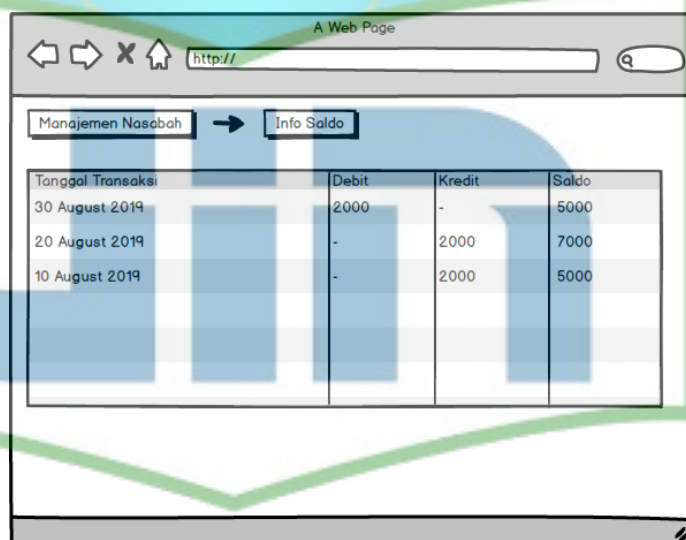 A Web Page
http://
Manajemen Nasabah Info Saldo
Tanggal Transaksi Debit Kredit Saldo
30 August 2019 2000 - 5000
20 August 2019 - 2000 7000
10 August 2019 - 2000 5000
Jin